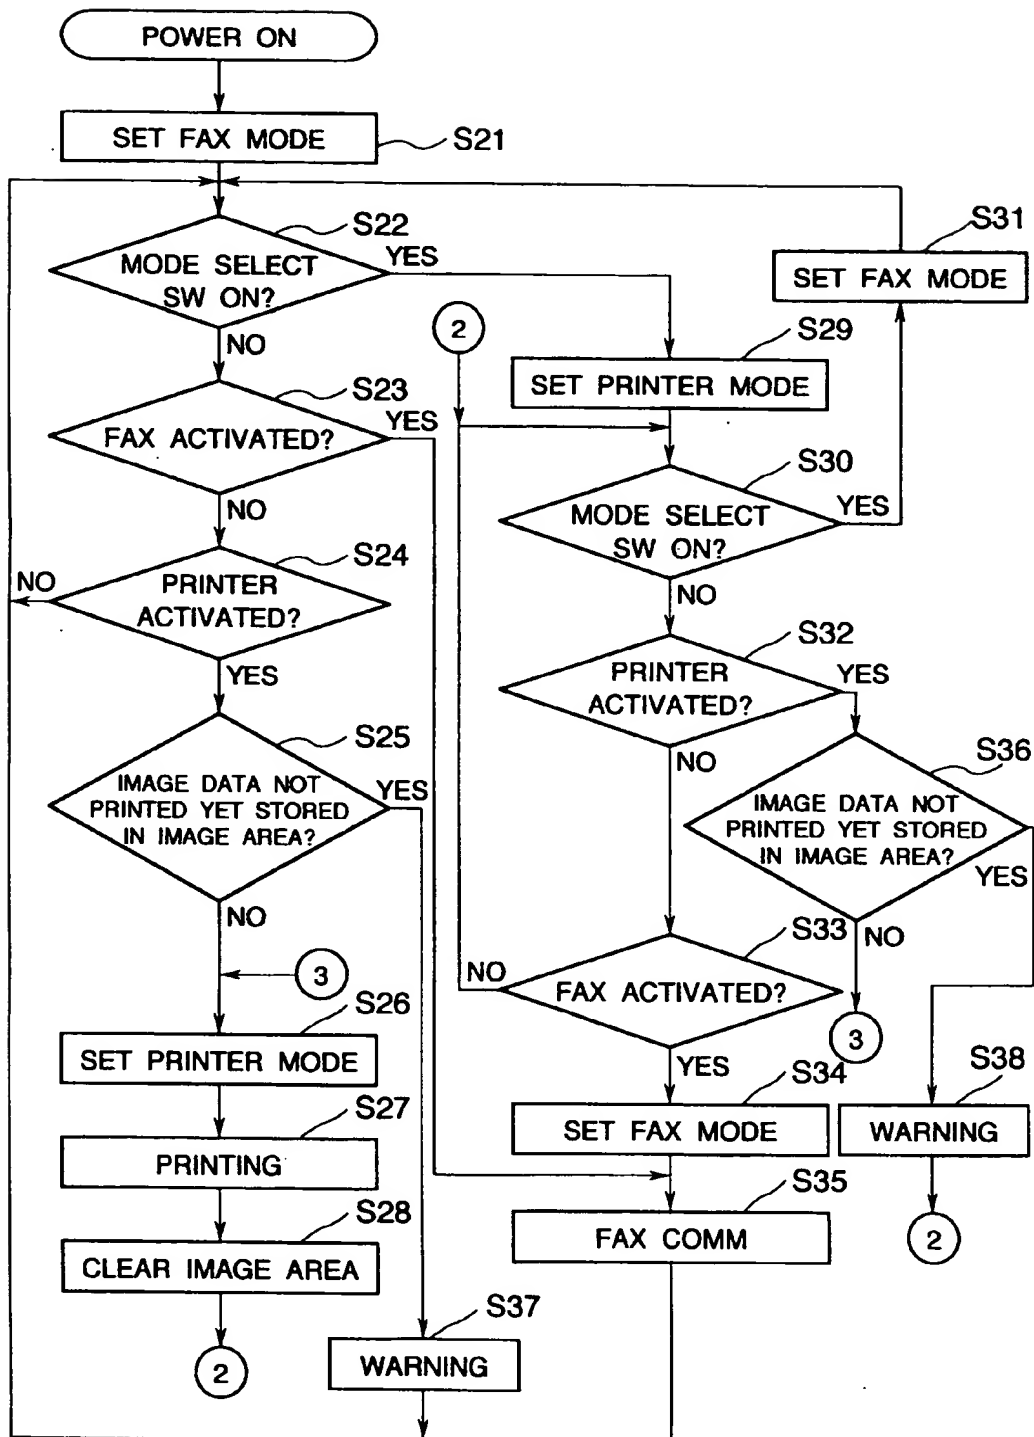 POWER ON
SET FAX MODE
S21
S22
MODE SELECT
SW ON?
YES
NO
S23
FAX ACTIVATED?
YES
NO
S24
PRINTER
ACTIVATED?
NO
YES
S25
IMAGE DATA NOT
PRINTED YET STORED
IN IMAGE AREA?
YES
NO
3
S26
SET PRINTER MODE
S27
PRINTING
S28
CLEAR IMAGE AREA
2
S37
WARNING
2
S29
SET PRINTER MODE
S30
MODE SELECT
SW ON?
YES
NO
S31
SET FAX MODE
S32
PRINTER
ACTIVATED?
YES
NO
S36
IMAGE DATA NOT
PRINTED YET STORED
IN IMAGE AREA?
YES
NO
3
S33
FAX ACTIVATED?
NO
YES
S34
SET FAX MODE
S35
FAX COMM
S38
WARNING
2